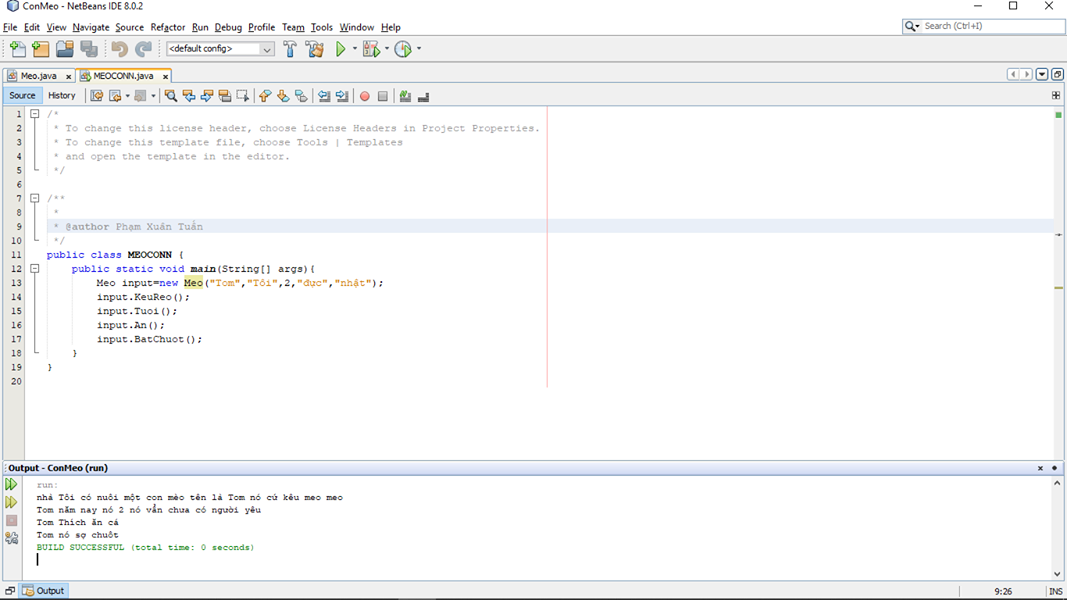 ConMeo - NetBeans IDE 8.0.2
File Edit View Navigate Source Refactor Run Debug Profile Team Tools Window Help
Search (Ctrl+I)
<default config>
Meo.java x MEOCONN.java x
Source History
1 /*
2 * To change this license header, choose License Headers in Project Properties.
3 * To change this template file, choose Tools | Templates
4 * and open the template in the editor.
5 */
6
7 /**
8 *
9 * @author Phạm Xuân Tuấn
10 */
11 public class MEOCONN {
12 public static void main(String[] args){
13 Meo input=new Meo("Tom","Tôi",2,"đực","nhật");
14 input.KeuReo();
15 input.Tuoi();
16 input.An();
17 input.BatChuot();
18 }
19 }
20
Output - ConMeo (run)
run:
nhà Tôi có nuôi một con mèo tên là Tom nó cứ kêu meo meo
Tom năm nay nó 2 nó vẫn chưa có người yêu
Tom Thích ăn cá
Tom nó sợ chuôt
BUILD SUCCESSFUL (total time: 0 seconds)
Output
9:26 INS